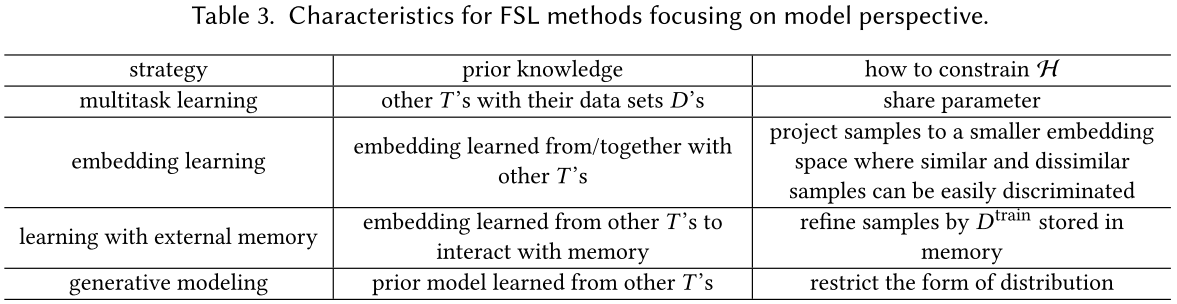 Table 3. Characteristics for FSL methods focusing on model perspective.
strategy prior knowledge how to constrain ℋ
multitask learning other T's with their data sets D's share parameter
embedding learning embedding learned from/together with other T's project samples to a smaller embedding space where similar and dissimilar samples can be easily discriminated
learning with external memory embedding learned from other T's to interact with memory refine samples by D^train stored in memory
generative modeling prior model learned from other T's restrict the form of distribution